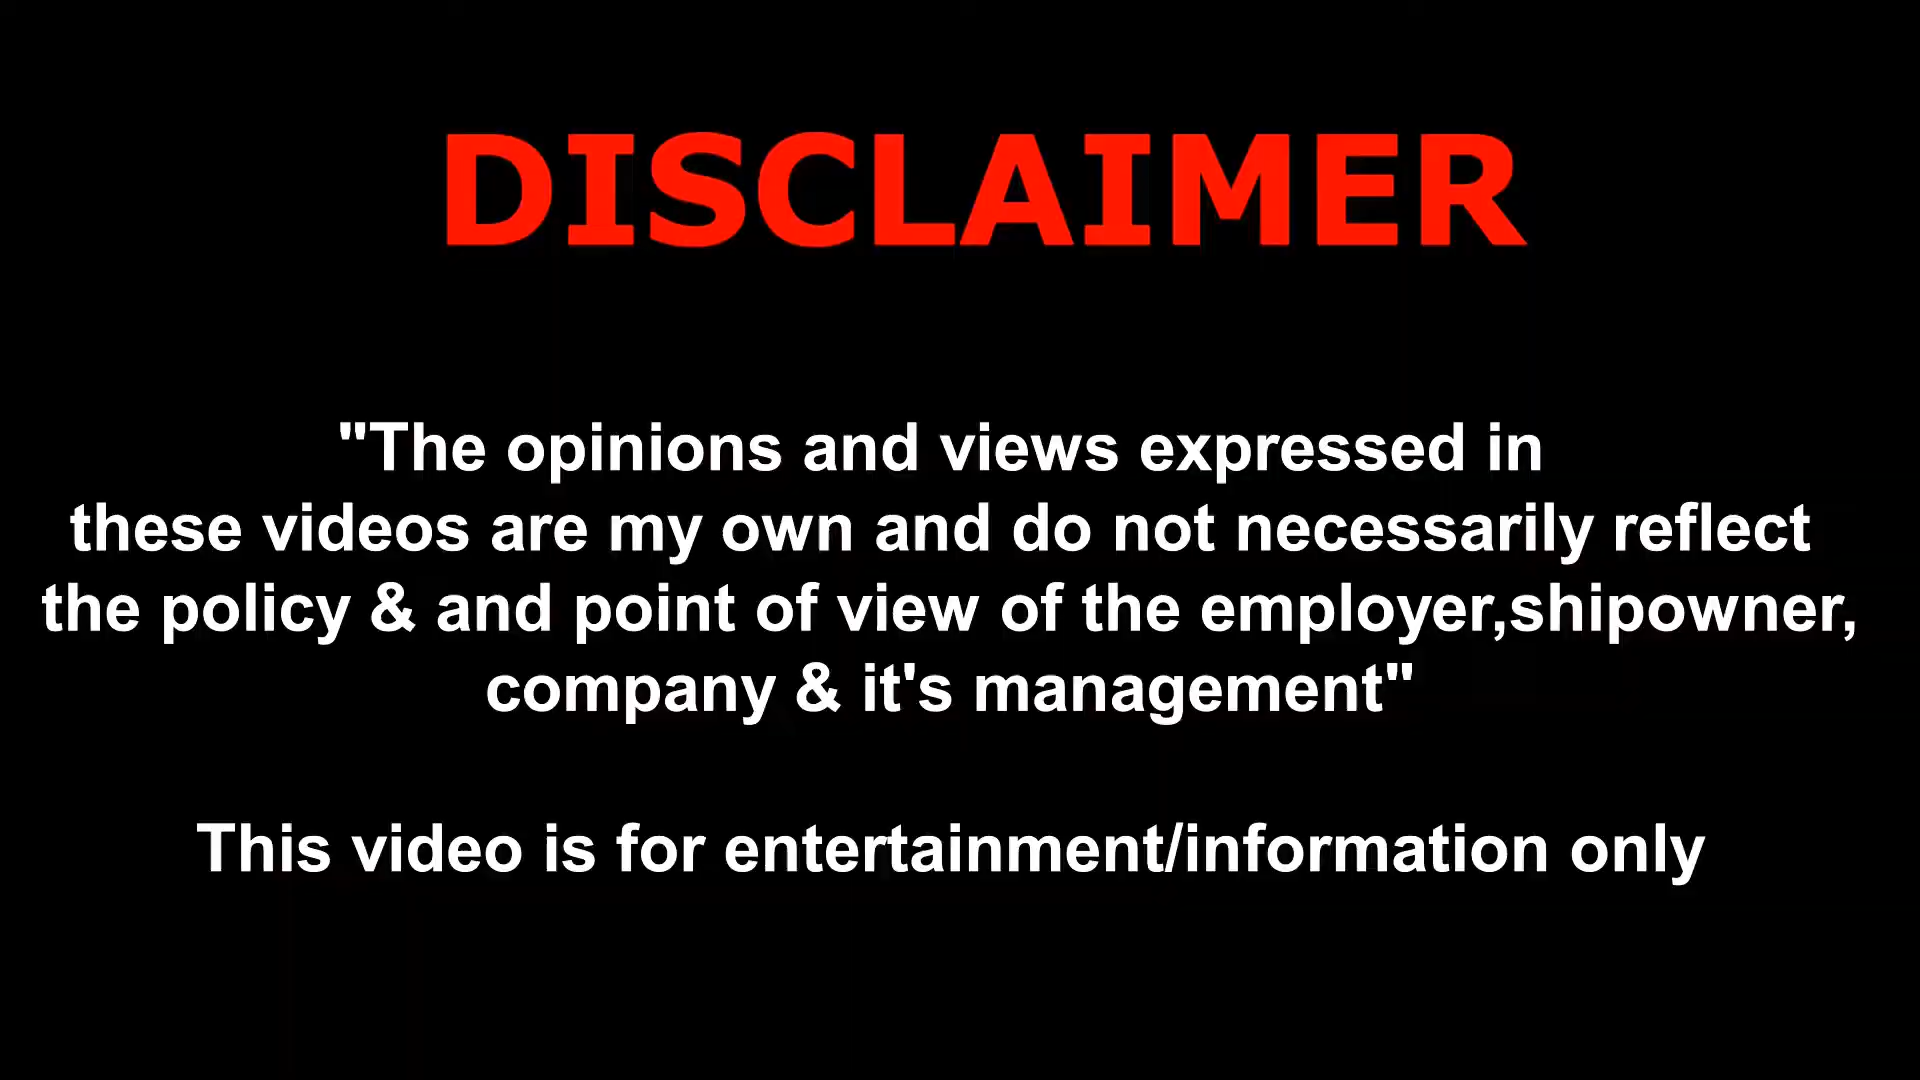 DISCLAIMER
"The opinions and views expressed in
these videos are my own and do not necessarily reflect
the policy & and point of view of the employer,shipowner,
company & it's management"
This video is for entertainment/information only